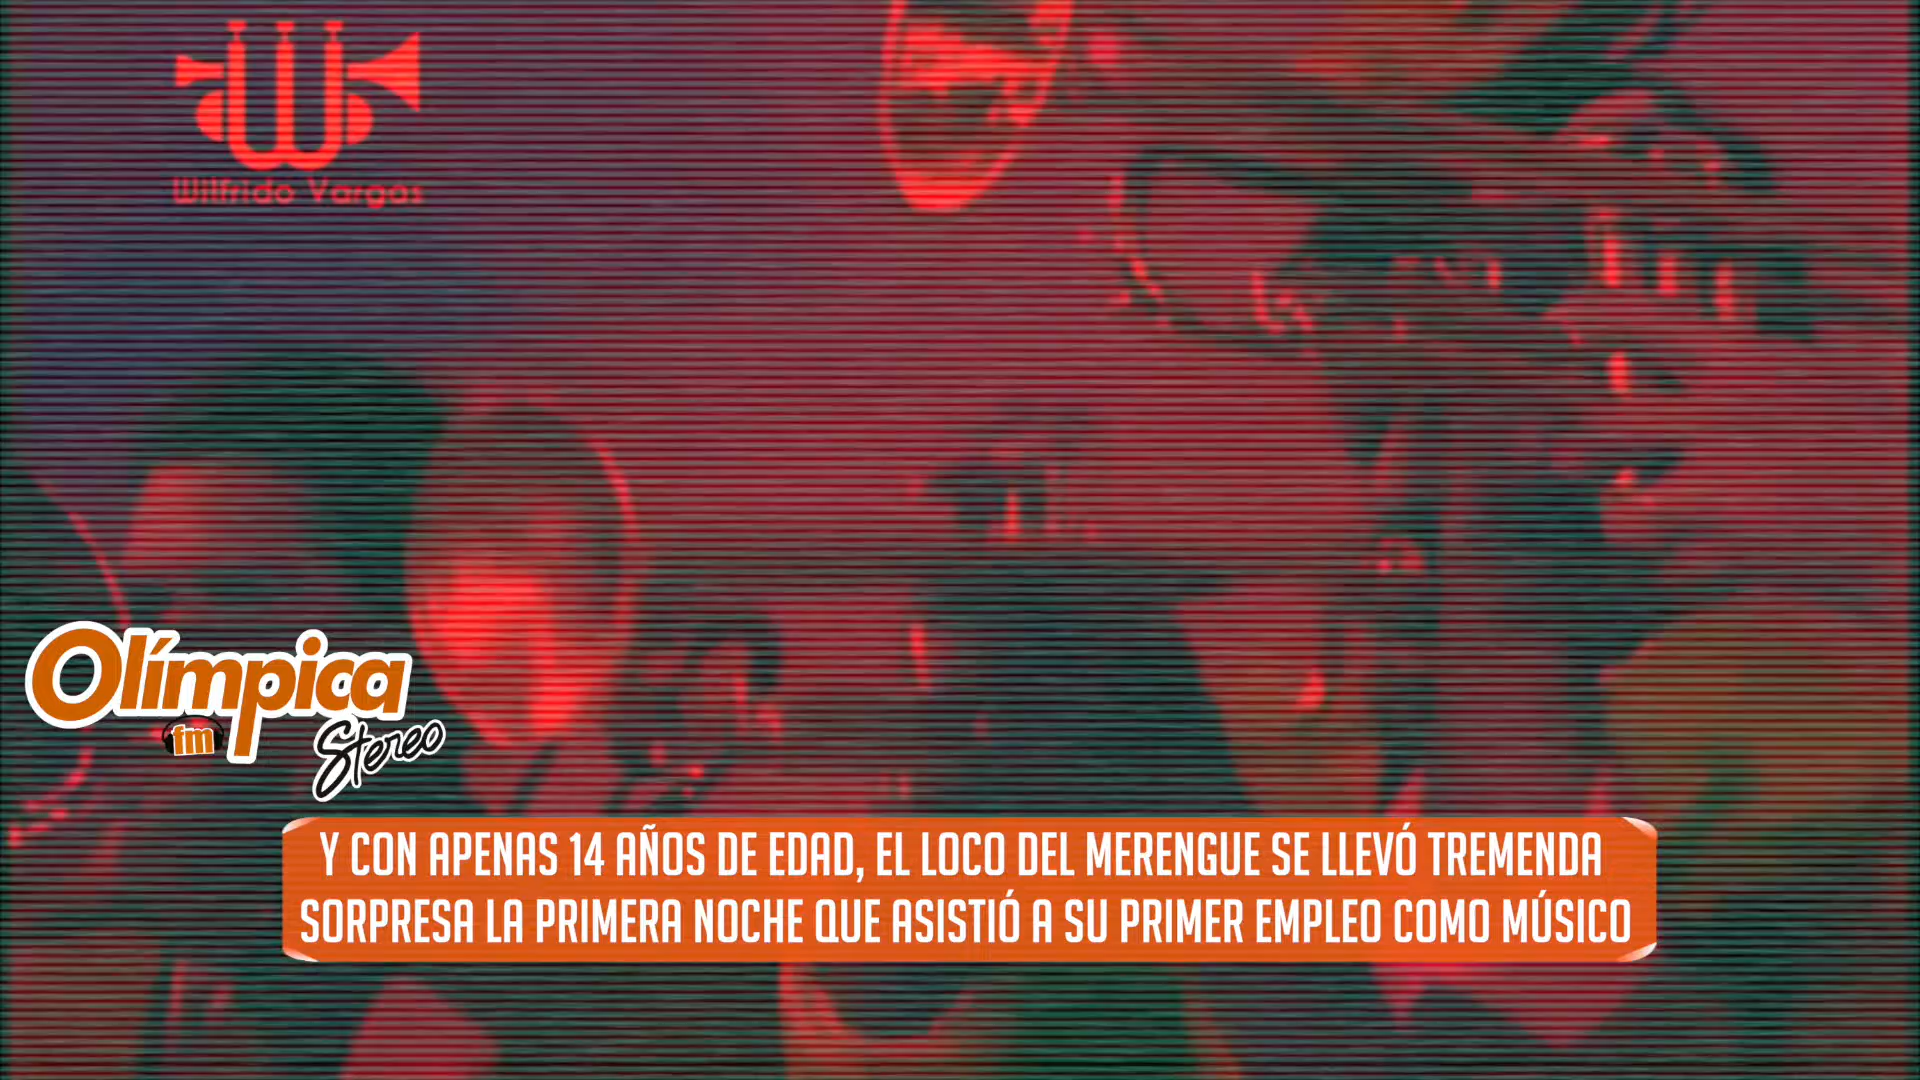 Wilfrido Vargas
Olímpica
fm
Stereo
Y CON APENAS 14 AÑOS DE EDAD, EL LOCO DEL MERENGUE SE LLEVÓ TREMENDA
SORPRESA LA PRIMERA NOCHE QUE ASISTIÓ A SU PRIMER EMPLEO COMO MÚSICO